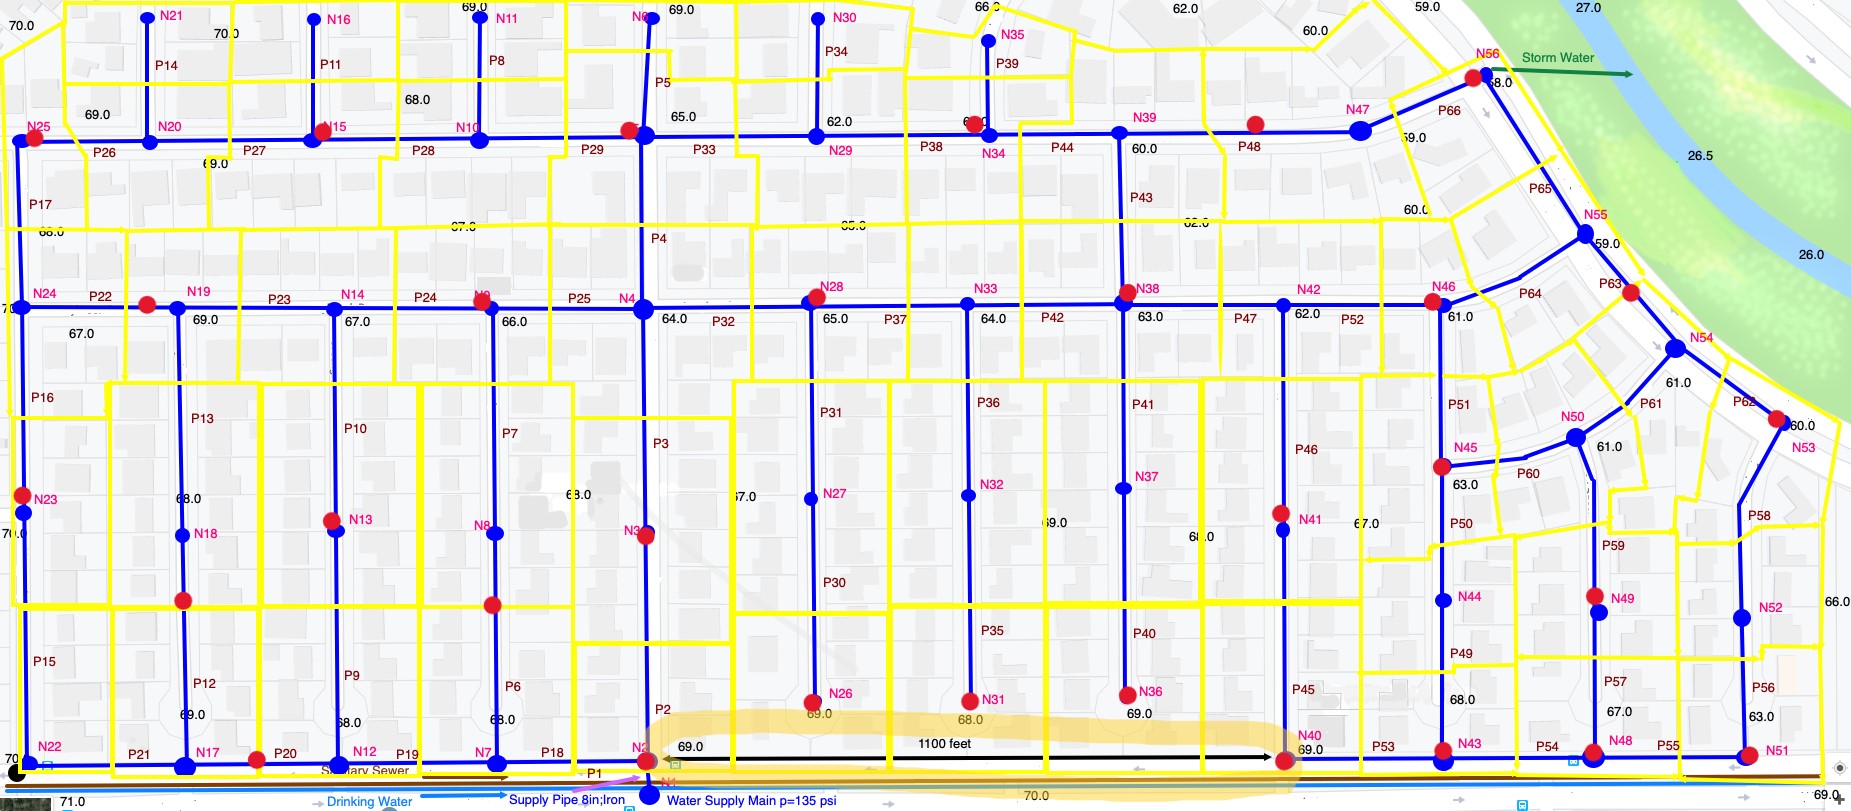 70.0
N21
70.0
N16
69.0
N11
N6
69.0
N30
66.0
N35
62.0
60.0
59.0
27.0
P14
P11
P8
P5
P34
P39
N56
Storm Water
58.0
69.0
68.0
65.0
62.0
N25
N20
N15
N10
N29
N34
N39
60.0
N47
P66
59.0
26.5
P26
P27
P28
P29
P33
P38
P44
P48
69.0
P17
P43
P65
68.0
67.0
65.0
62.0
60.0
N55
59.0
26.0
P4
N24
P22
N19
P23
N14
P24
P25
N4
N28
N33
N38
N42
N46
P64
P63
67.0
69.0
67.0
66.0
64.0
P32
65.0
P37
64.0
P42
63.0
P47
62.0
P52
61.0
N54
61.0
P16
P13
P10
P7
P3
P31
P36
P41
P46
P51
N50
P61
P62
60.0
N53
61.0
N45
P60
63.0
N23
68.0
68.0
67.0
N27
N32
N37
69.0
68.0
N41
67.0
P50
P58
70.0
N18
N13
N8
P59
P30
P35
P40
N44
N49
N52
66.0
P49
P15
P12
P9
P6
P2
N26
N31
N36
P45
P57
P56
69.0
68.0
68.0
69.0
68.0
69.0
68.0
67.0
63.0
N22
P21
N17
P20
N12
P19
N7
P18
69.0
1100 feet
N40
69.0
P53
N43
P54
N48
P55
N51
P1
N1
71.0
Drinking Water
Supply Pipe 8in;Iron
Water Supply Main p=135 psi
70.0
69.0